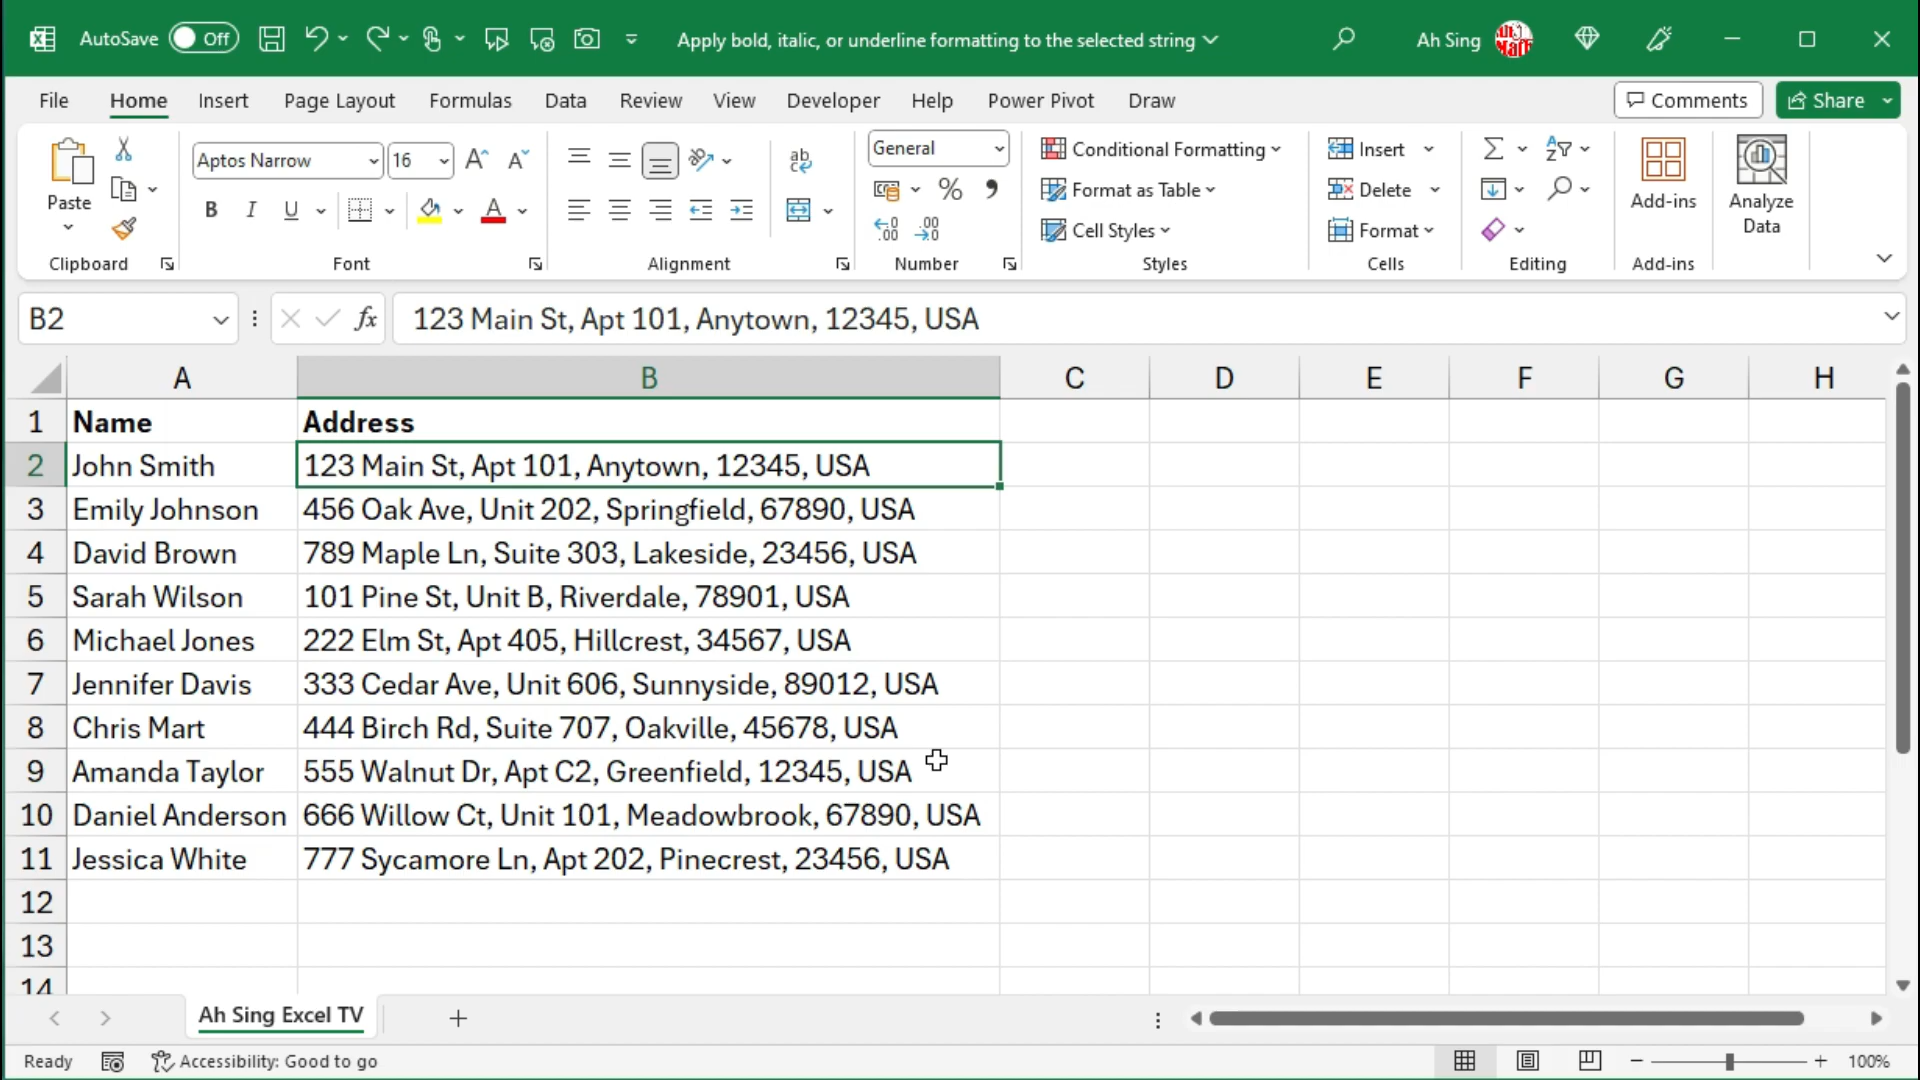 AutoSave Off Apply bold, italic, or underline formatting to the selected string Ah Sing
File Home Insert Page Layout Formulas Data Review View Developer Help Power Pivot Draw Comments Share
Paste
Clipboard
Aptos Narrow 16
B I U A
Font
ab
Alignment
General
% 9
.00 .00
Number
Conditional Formatting
Format as Table
Cell Styles
Styles
Insert
Delete
Format
Cells
Editing
Add-ins
Add-ins
Analyze
Data
B2 fx 123 Main St, Apt 101, Anytown, 12345, USA
A B C D E F G H
1 Name Address
2 John Smith 123 Main St, Apt 101, Anytown, 12345, USA
3 Emily Johnson 456 Oak Ave, Unit 202, Springfield, 67890, USA
4 David Brown 789 Maple Ln, Suite 303, Lakeside, 23456, USA
5 Sarah Wilson 101 Pine St, Unit B, Riverdale, 78901, USA
6 Michael Jones 222 Elm St, Apt 405, Hillcrest, 34567, USA
7 Jennifer Davis 333 Cedar Ave, Unit 606, Sunnyside, 89012, USA
8 Chris Mart 444 Birch Rd, Suite 707, Oakville, 45678, USA
9 Amanda Taylor 555 Walnut Dr, Apt C2, Greenfield, 12345, USA
10 Daniel Anderson 666 Willow Ct, Unit 101, Meadowbrook, 67890, USA
11 Jessica White 777 Sycamore Ln, Apt 202, Pinecrest, 23456, USA
12
13
14
Ah Sing Excel TV
Ready Accessibility: Good to go 100%